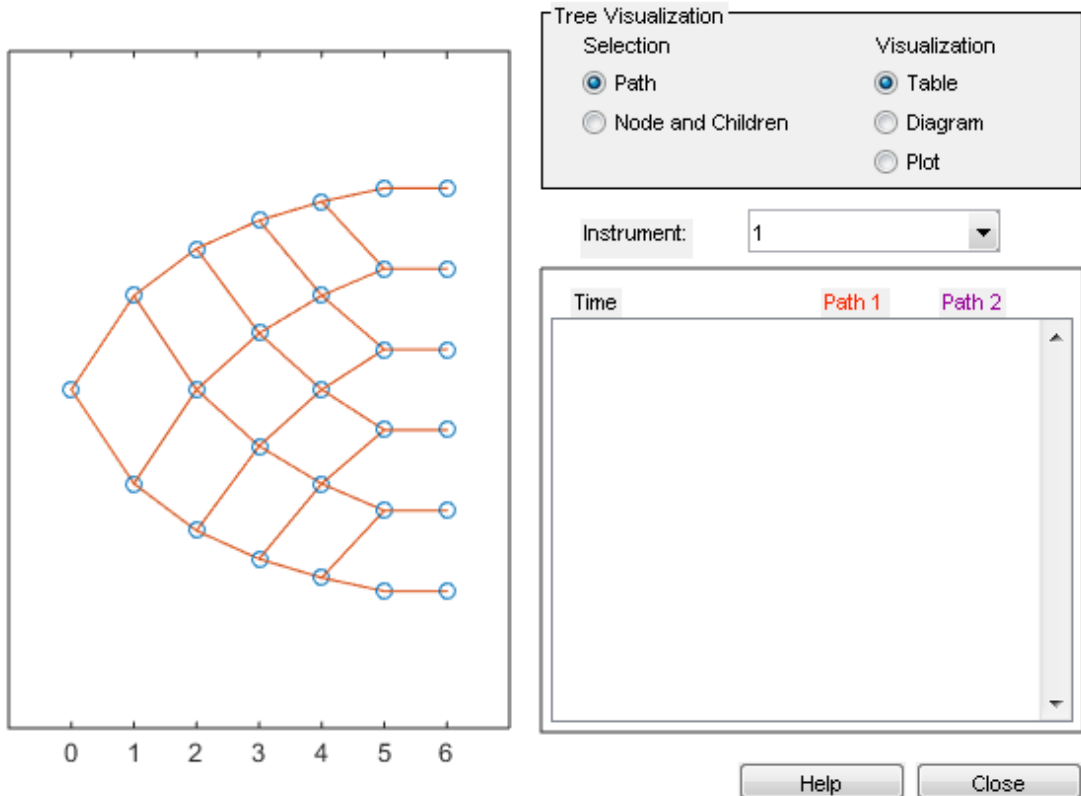 Tree Visualization
Selection Visualization
Path Table
Node and Children Diagram
Plot
Instrument: 1
Time Path 1 Path 2
0 1 2 3 4 5 6
Help Close